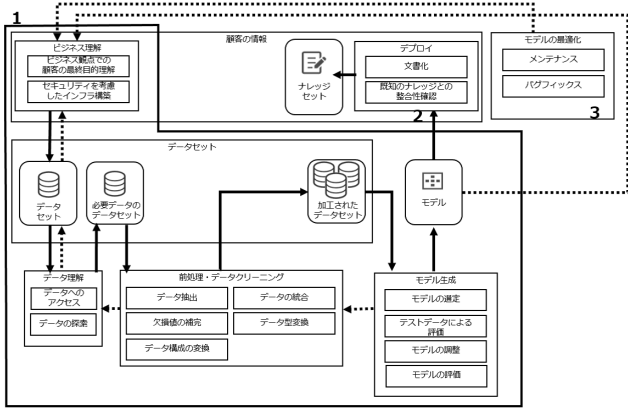 1
顧客の情報
ビジネス理解
ビジネス観点での
顧客の最終目的理解
セキュリティを考慮
したインフラ構築
ナレッジ
セット
デプロイ
文書化
既知のナレッジとの
整合性確認
2
モデルの最適化
メンテナンス
バグフィックス
3
データセット
データ
セット
必要データの
データセット
加工された
データセット
モデル
データ理解
データへの
アクセス
データの探索
前処理・データクリーニング
データ抽出
データの統合
欠損値の補完
データ型変換
データ構成の変換
モデル生成
モデルの選定
テストデータによる
評価
モデルの調整
モデルの評価